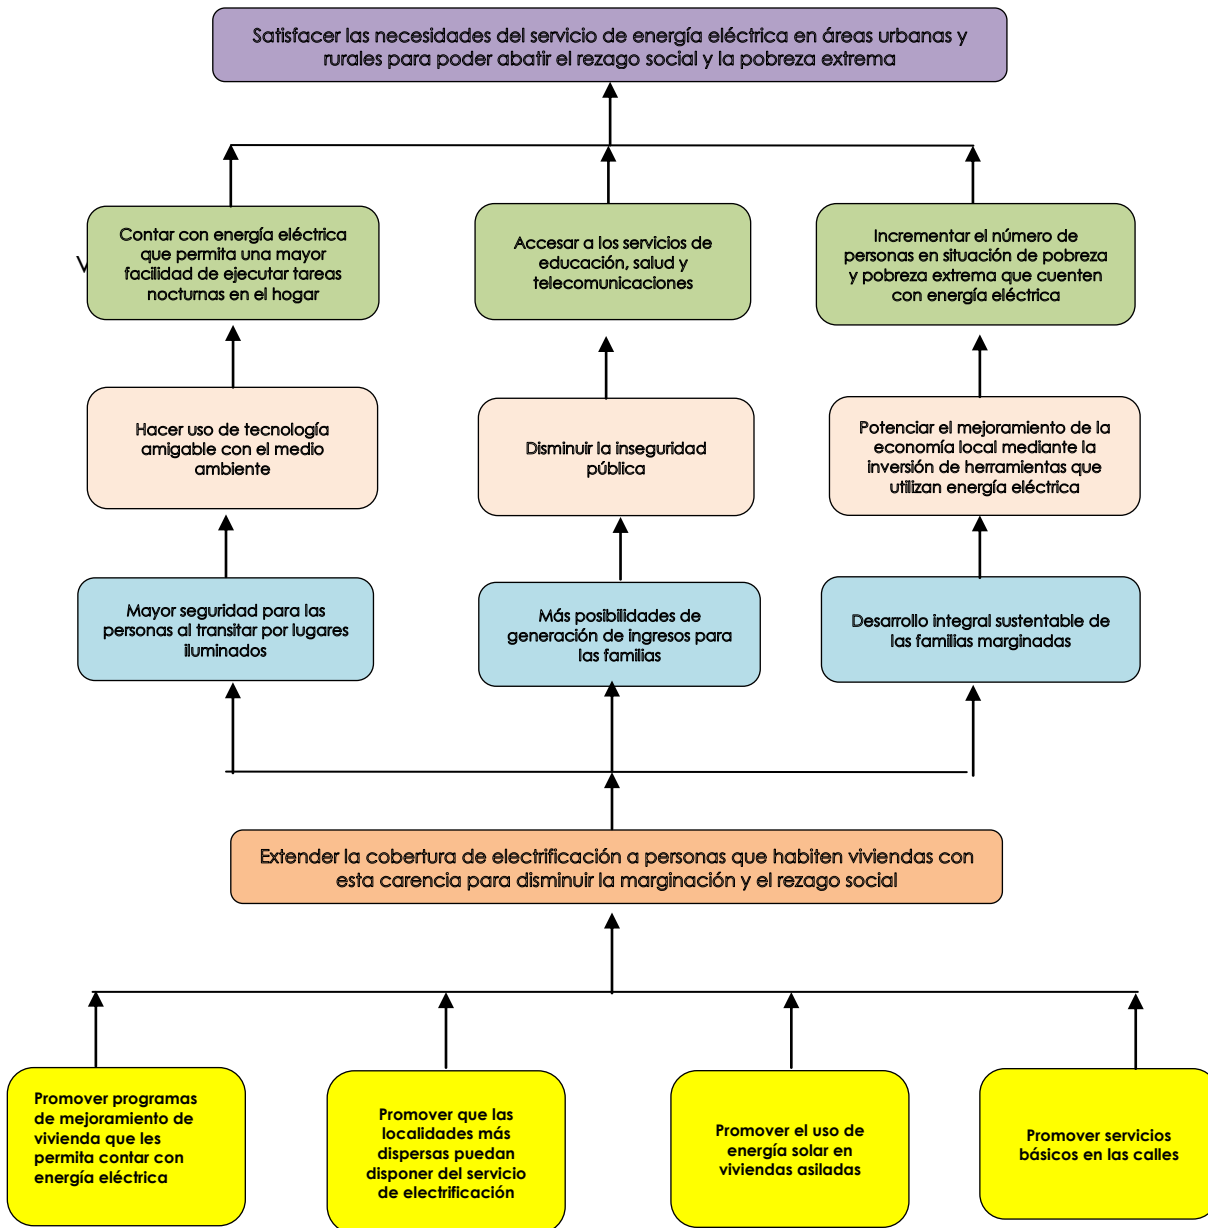 Satisfacer las necesidades del servicio de energía eléctrica en áreas urbanas y
rurales para poder abatir el rezago social y la pobreza extrema
Contar con energía eléctrica
que permita una mayor
facilidad de ejecutar tareas
nocturnas en el hogar
Accesar a los servicios de
educación, salud y
telecomunicaciones
Incrementar el número de
personas en situación de pobreza
y pobreza extrema que cuenten
con energía eléctrica
Hacer uso de tecnología
amigable con el medio
ambiente
Disminuir la inseguridad
pública
Potenciar el mejoramiento de la
economía local mediante la
inversión de herramientas que
utilizan energía eléctrica
Mayor seguridad para las
personas al transitar por lugares
iluminados
Más posibilidades de
generación de ingresos para
las familias
Desarrollo integral sustentable de
las familias marginadas
Extender la cobertura de electrificación a personas que habiten viviendas con
esta carencia para disminuir la marginación y el rezago social
Promover programas
de mejoramiento de
vivienda que les
permita contar con
energía eléctrica
Promover que las
localidades más
dispersas puedan
disponer del servicio
de electrificación
Promover el uso de
energía solar en
viviendas asiladas
Promover servicios
básicos en las calles